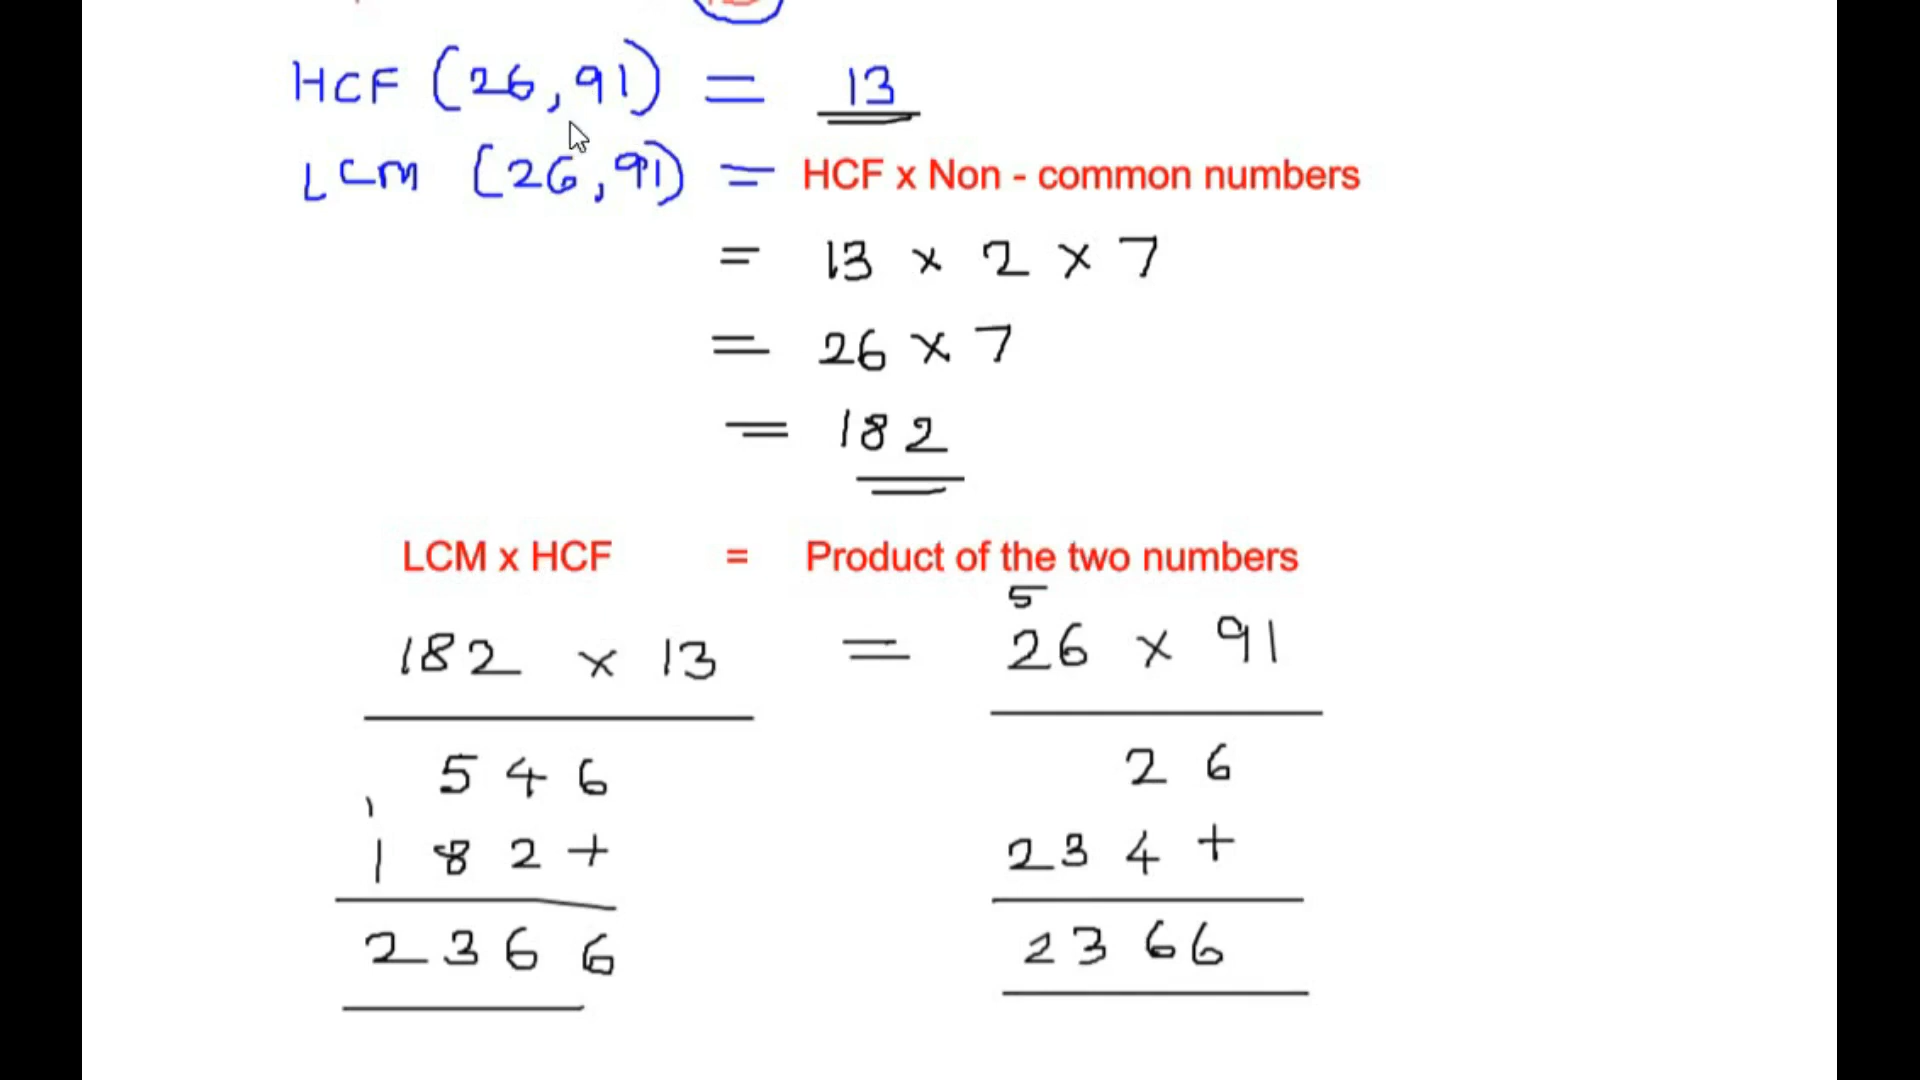 HCF (26,91) = 13
LCM (26,91) = HCF x Non - common numbers
= 13 x 2 x 7
= 26 x 7
= 182
LCM x HCF = Product of the two numbers
5
182 x 13 = 26 x 91
546 26
1
182+ 234+
2366 2366